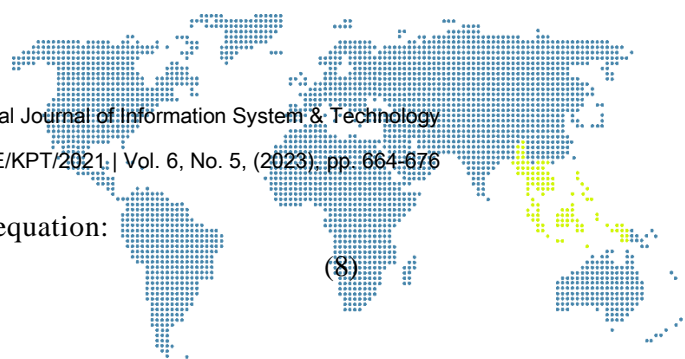 al Journal of Information System & Technology
E/KPT/2021 | Vol. 6, No. 5, (2023), pp. 664-676
equation:
(8)